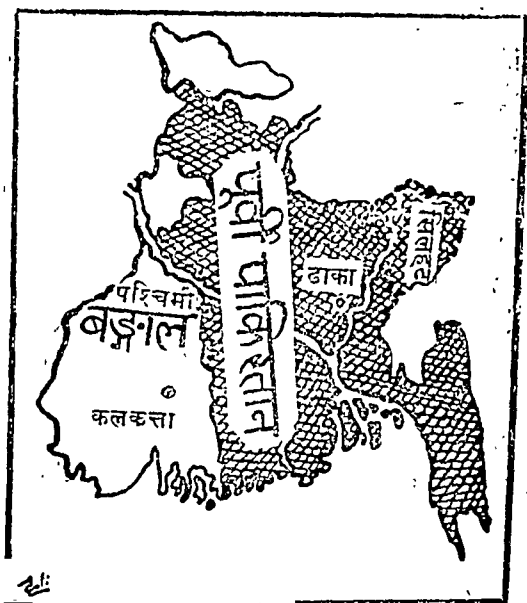 पूर्वी पाकिस्तान
सिलहट
ढाका
पश्चिमी
बङ्गाल
कलकत्ता